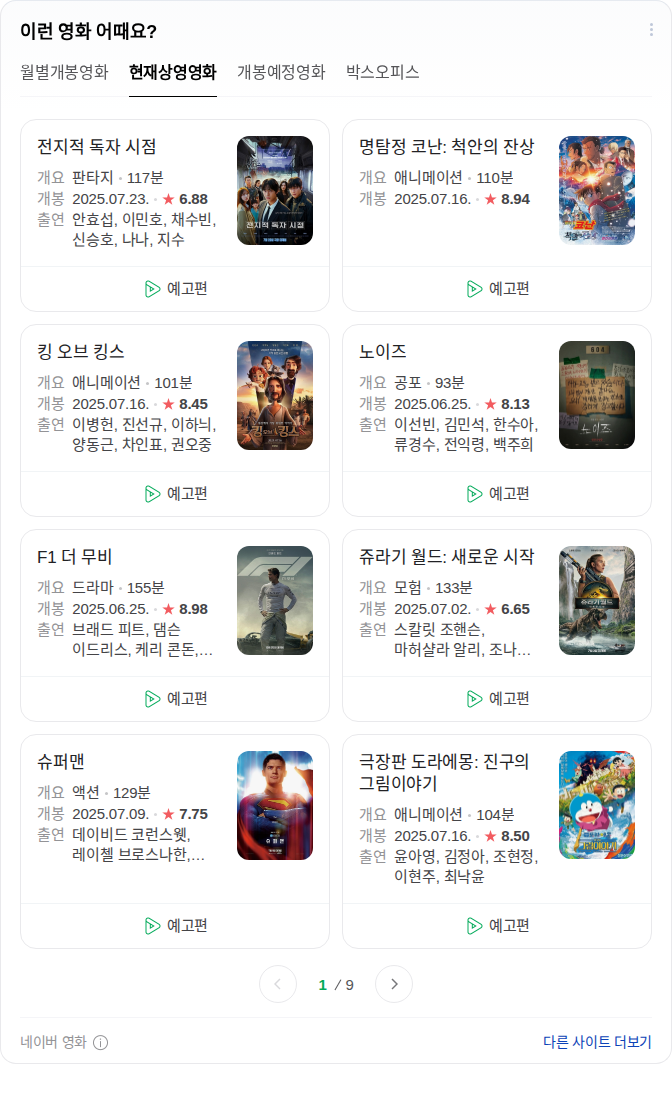 이런 영화 어때요?
월별개봉영화 현재상영영화 개봉예정영화 박스오피스
전지적 독자 시점
개요 판타지 · 117분
개봉 2025.07.23. · ★ 6.88
출연 안효섭, 이민호, 채수빈,
신승호, 나나, 지수
전지적 독자 시점
예고편
명탐정 코난: 척안의 잔상
개요 애니메이션 · 110분
개봉 2025.07.16. · ★ 8.94
코난
예고편
킹 오브 킹스
개요 애니메이션 · 101분
개봉 2025.07.16. · ★ 8.45
출연 이병헌, 진선규, 이하늬,
양동근, 차인표, 권오중
킹 오브 킹스
예고편
노이즈
개요 공포 · 93분
개봉 2025.06.25. · ★ 8.13
출연 이선빈, 김민석, 한수아,
류경수, 전익령, 백주희
604
노이즈
예고편
F1 더 무비
개요 드라마 · 155분
개봉 2025.06.25. · ★ 8.98
출연 브래드 피트, 댐슨
이드리스, 케리 콘돈,...
예고편
쥬라기 월드: 새로운 시작
개요 모험 · 133분
개봉 2025.07.02. · ★ 6.65
출연 스칼릿 조핸슨,
마허샬라 알리, 조나...
쥬라기 월드
예고편
슈퍼맨
개요 액션 · 129분
개봉 2025.07.09. · ★ 7.75
출연 데이비드 코런스웻,
레이첼 브로스나한,...
슈퍼맨
예고편
극장판 도라에몽: 진구의
그림이야기
개요 애니메이션 · 104분
개봉 2025.07.16. · ★ 8.50
출연 윤아영, 김정아, 조현정,
이현주, 최낙윤
예고편
1 / 9
네이버 영화
다른 사이트 더보기